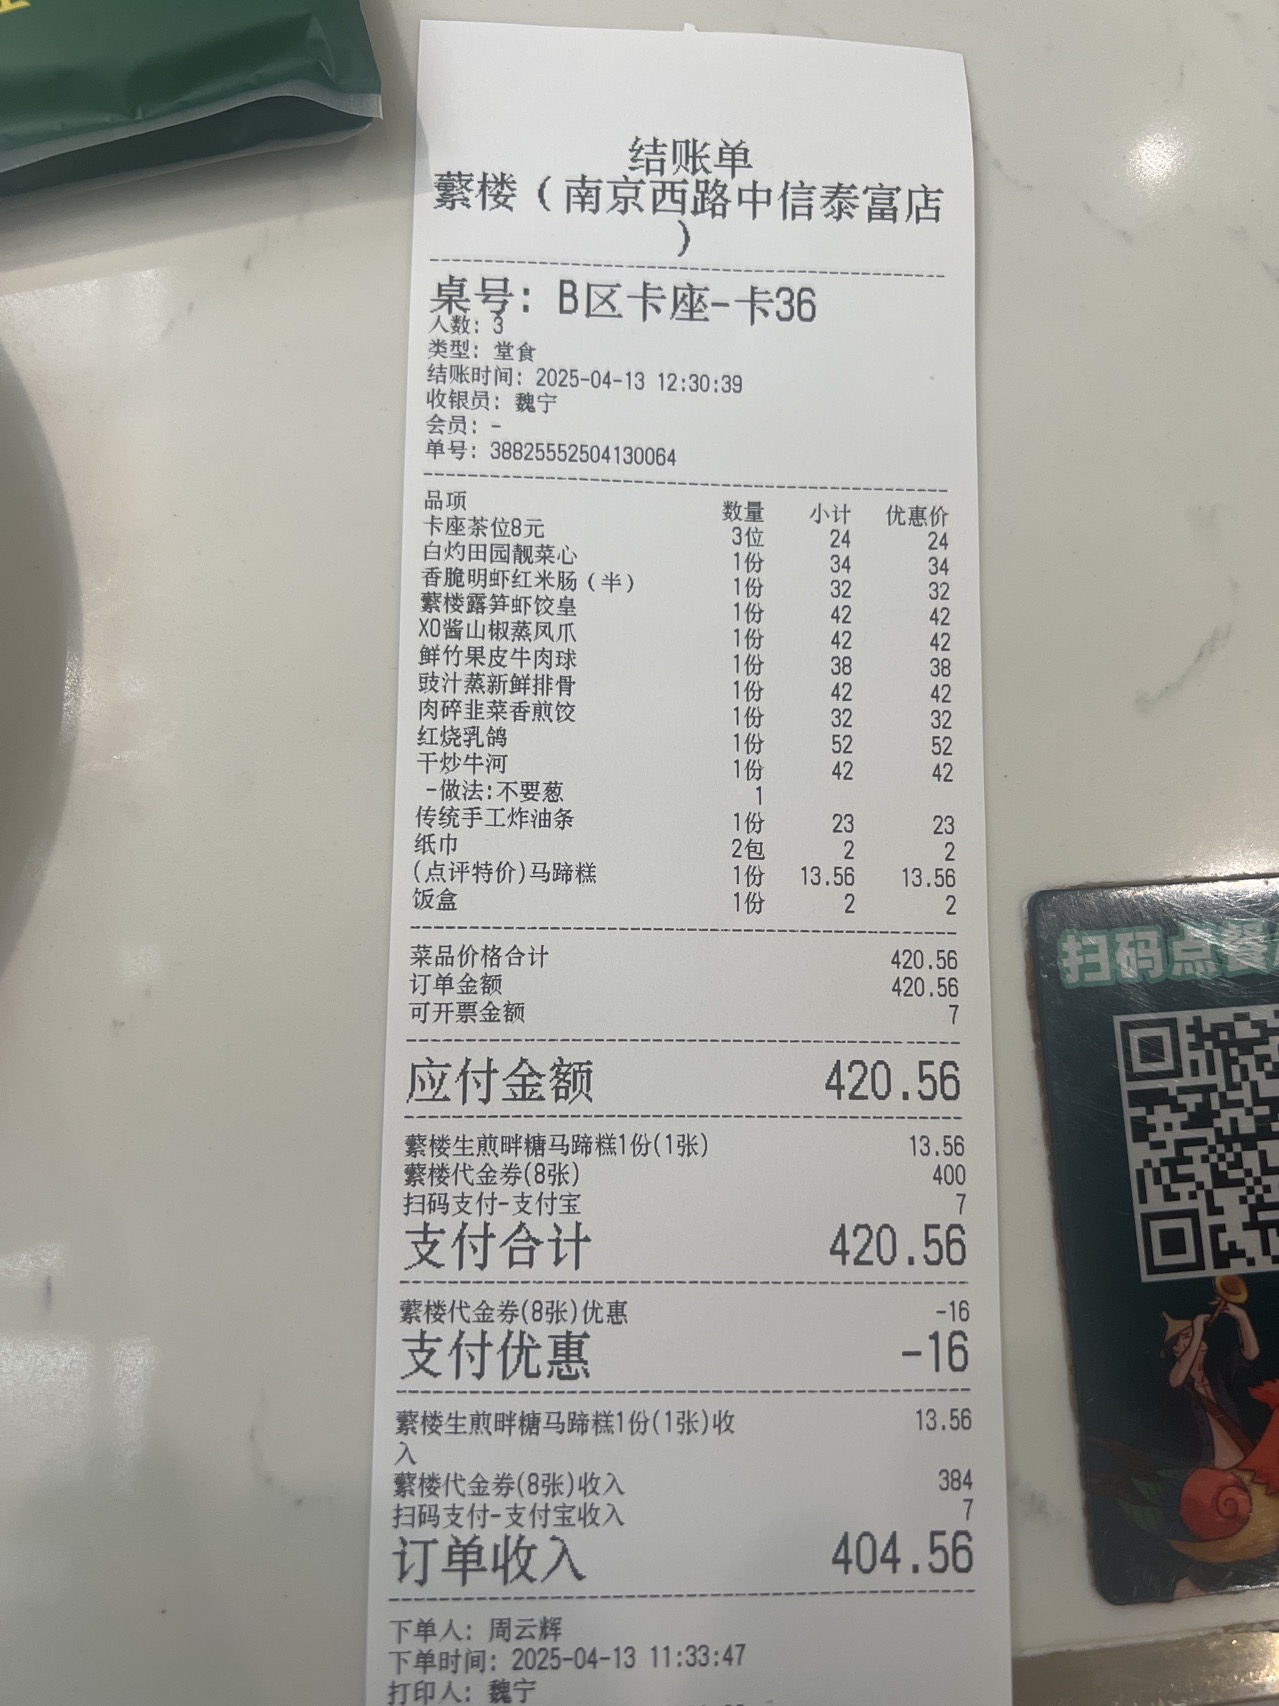 结账单
蘩楼（南京西路中信泰富店
）
桌号: B区卡座-卡36
人数: 3
类型: 堂食
结账时间: 2025-04-13 12:30:39
收银员: 魏宁
会员: -
单号: 38825552504130064
品项 数量 小计 优惠价
卡座茶位8元 3位 24 24
白灼田园靓菜心 1份 34 34
香脆明虾红米肠（半） 1份 32 32
蘩楼露笋虾饺皇 1份 42 42
XO酱山椒蒸凤爪 1份 42 42
鲜竹果皮牛肉球 1份 38 38
豉汁蒸新鲜排骨 1份 42 42
肉碎韭菜香煎饺 1份 32 32
红烧乳鸽 1份 52 52
干炒牛河 1份 42 42
-做法:不要葱 1
传统手工炸油条 1份 23 23
纸巾 2包 2 2
(点评特价)马蹄糕 1份 13.56 13.56
饭盒 1份 2 2
菜品价格合计 420.56
订单金额 420.56
可开票金额 7
应付金额 420.56
蘩楼生煎畔糖马蹄糕1份(1张) 13.56
蘩楼代金券(8张) 400
扫码支付-支付宝 7
支付合计 420.56
蘩楼代金券(8张)优惠 -16
支付优惠 -16
蘩楼生煎畔糖马蹄糕1份(1张)收 13.56
入
蘩楼代金券(8张)收入 384
扫码支付-支付宝收入 7
订单收入 404.56
下单人: 周云辉
下单时间: 2025-04-13 11:33:47
打印人: 魏宁
扫码点餐